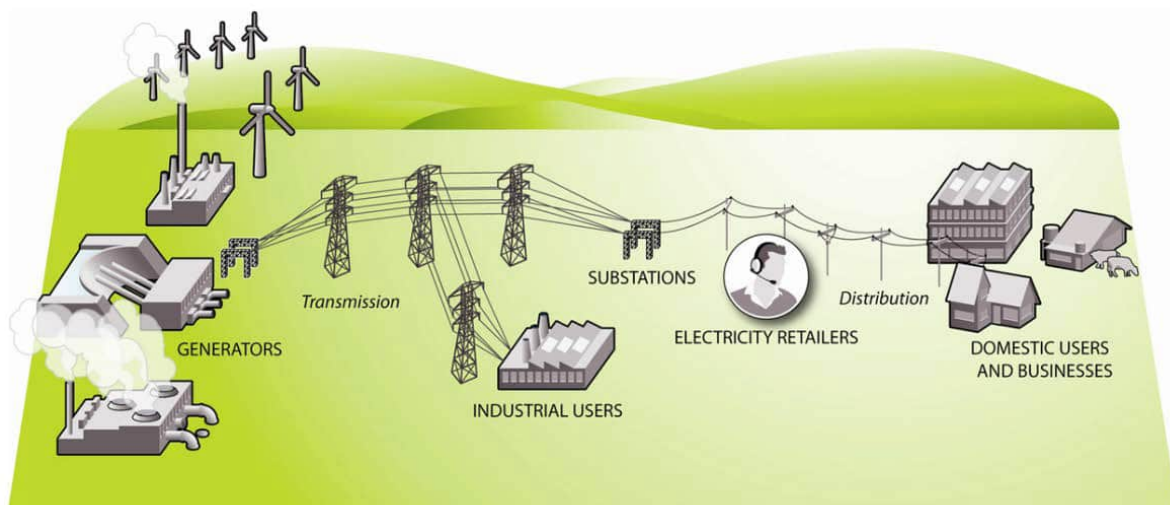 Transmission
GENERATORS
INDUSTRIAL USERS
SUBSTATIONS
ELECTRICITY RETAILERS
Distribution
DOMESTIC USERS
AND BUSINESSES